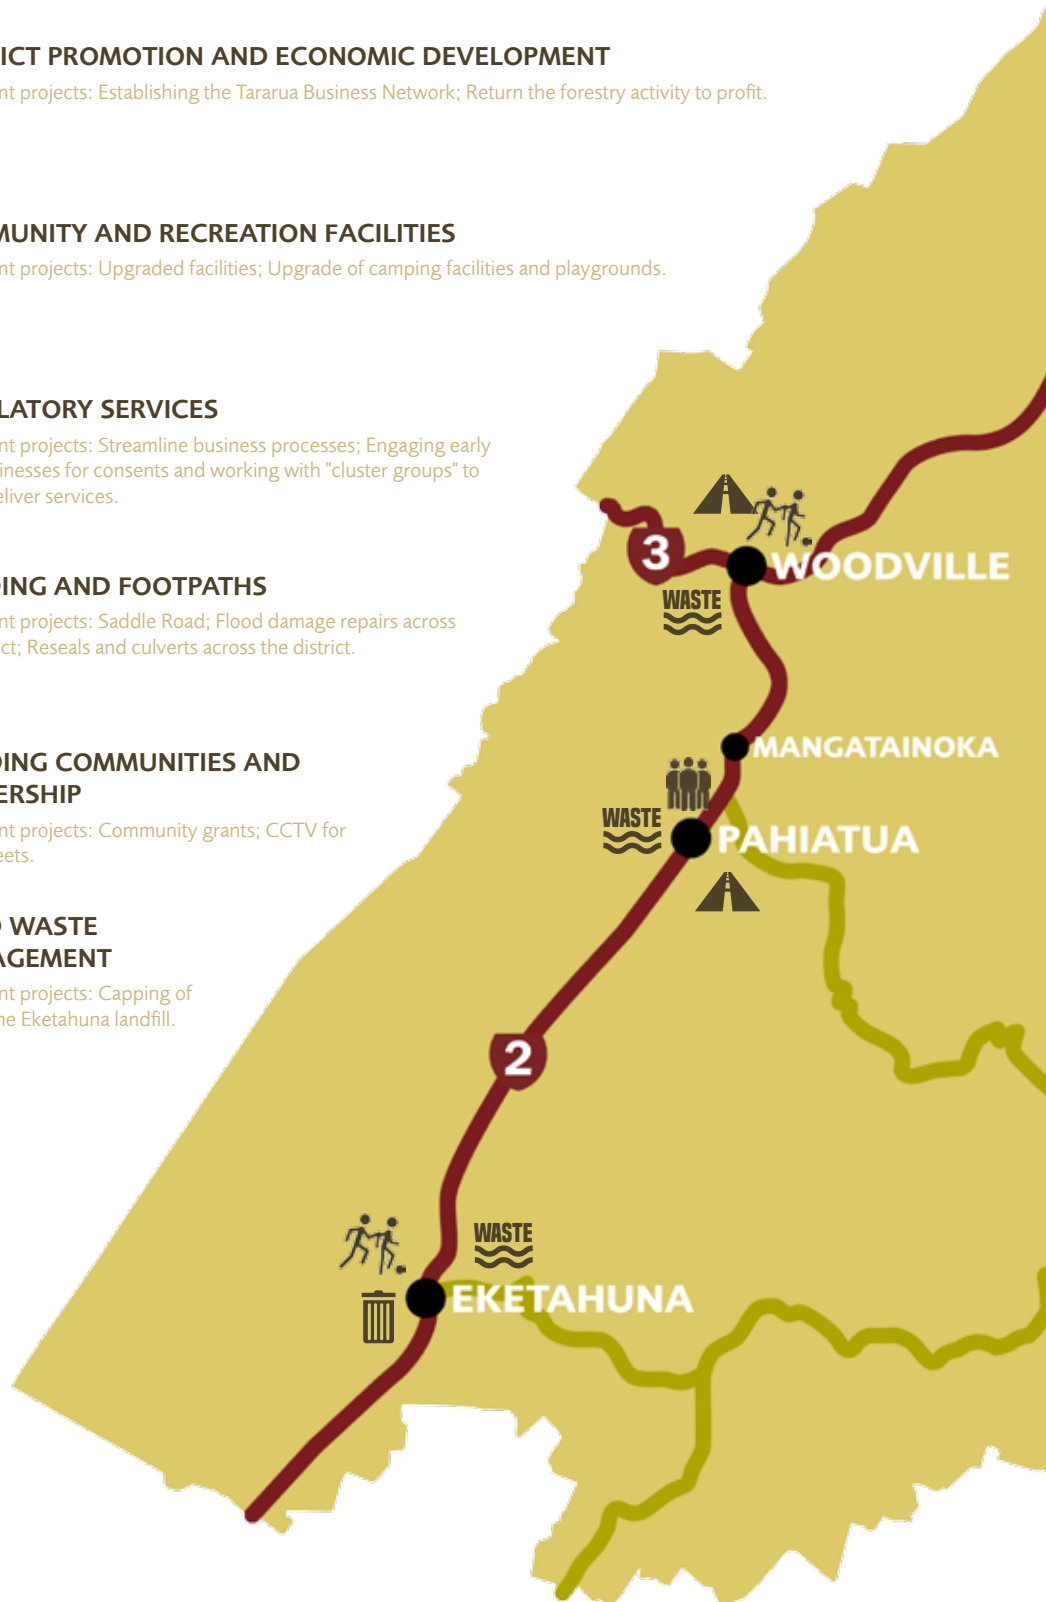 ICT PROMOTION AND ECONOMIC DEVELOPMENT
nt projects: Establishing the Tararua Business Network; Return the forestry activity to profit.
MUNITY AND RECREATION FACILITIES
nt projects: Upgraded facilities; Upgrade of camping facilities and playgrounds.
LATORY SERVICES
nt projects: Streamline business processes; Engaging early
inesses for consents and working with "cluster groups" to
eliver services.
DING AND FOOTPATHS
nt projects: Saddle Road; Flood damage repairs across
ct; Reseals and culverts across the district.
DING COMMUNITIES AND
ERSHIP
nt projects: Community grants; CCTV for
eets.
D WASTE
AGEMENT
nt projects: Capping of
he Eketahuna landfill.
3
WOODVILLE
WASTE
MANGATAINOKA
WASTE
PAHIATUA
2
WASTE
EKETAHUNA